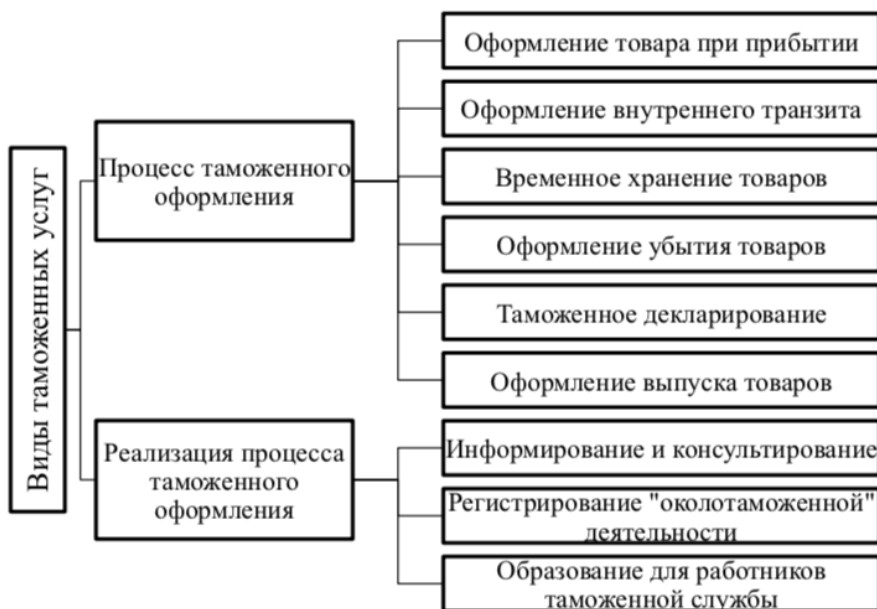 Виды таможенных услуг
Процесс таможенного
оформления
Оформление товара при прибытии
Оформление внутреннего транзита
Временное хранение товаров
Оформление убытия товаров
Таможенное декларирование
Оформление выпуска товаров
Реализация процесса
таможенного
оформления
Информирование и консультирование
Регистрирование "околотаможенной"
деятельности
Образование для работников
таможенной службы